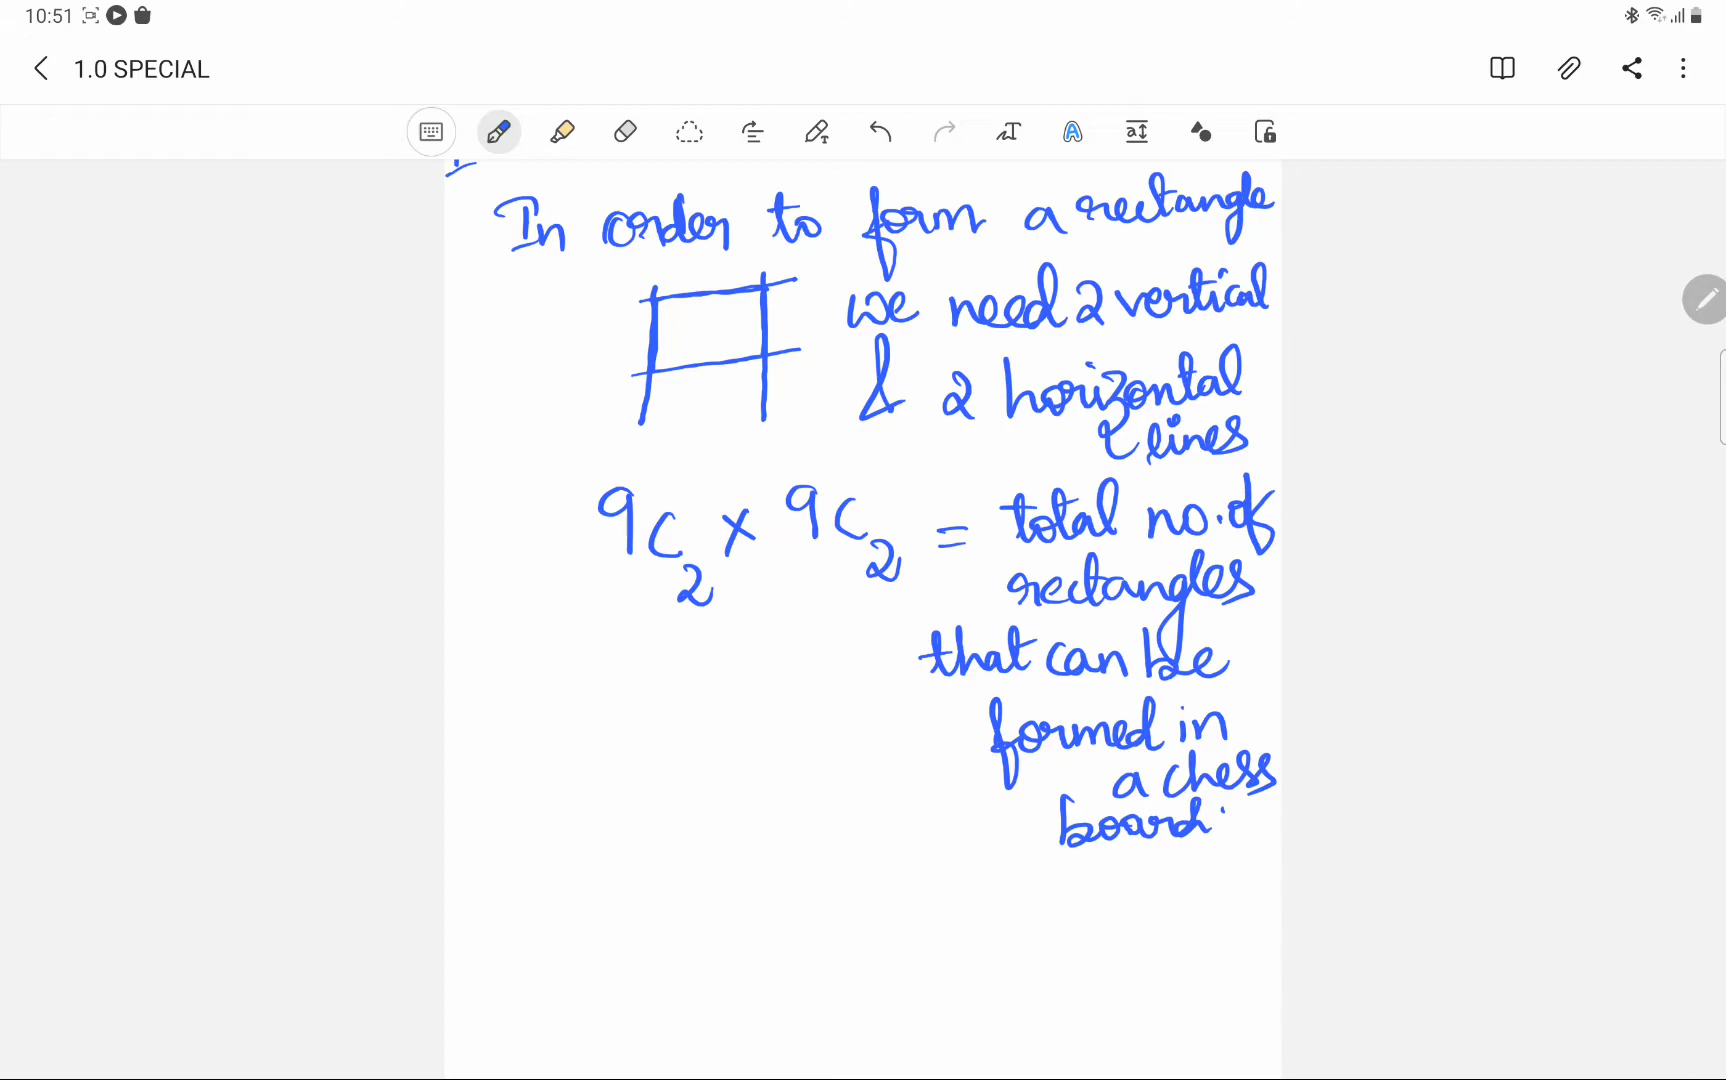 10:51
1.0 SPECIAL
In order to form a rectangle
we need 2 vertical
& 2 horizontal
lines
9C2 × 9C2 = total no. of
rectangles
that can be
formed in
a chess
board.